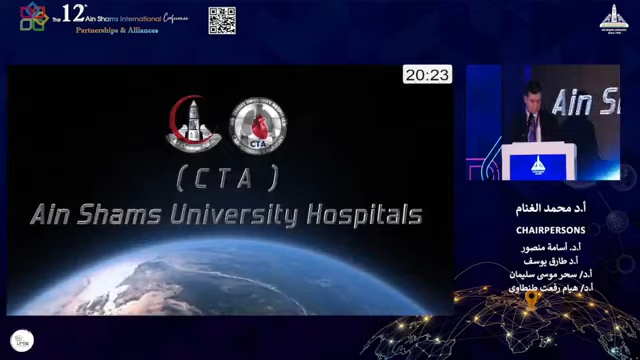 The 12th Ain Shams International Conference
Partnerships & Alliances
20:23
CTA
( CTA )
Ain Shams University Hospitals
Ain S
أ.د محمد الغنام
CHAIRPERSONS
أ.د. أسامة منصور
أ.د طارق يوسف
أ.د/ سحر موسى سليمان
أ.د/ هيام رفعت طنطاوي